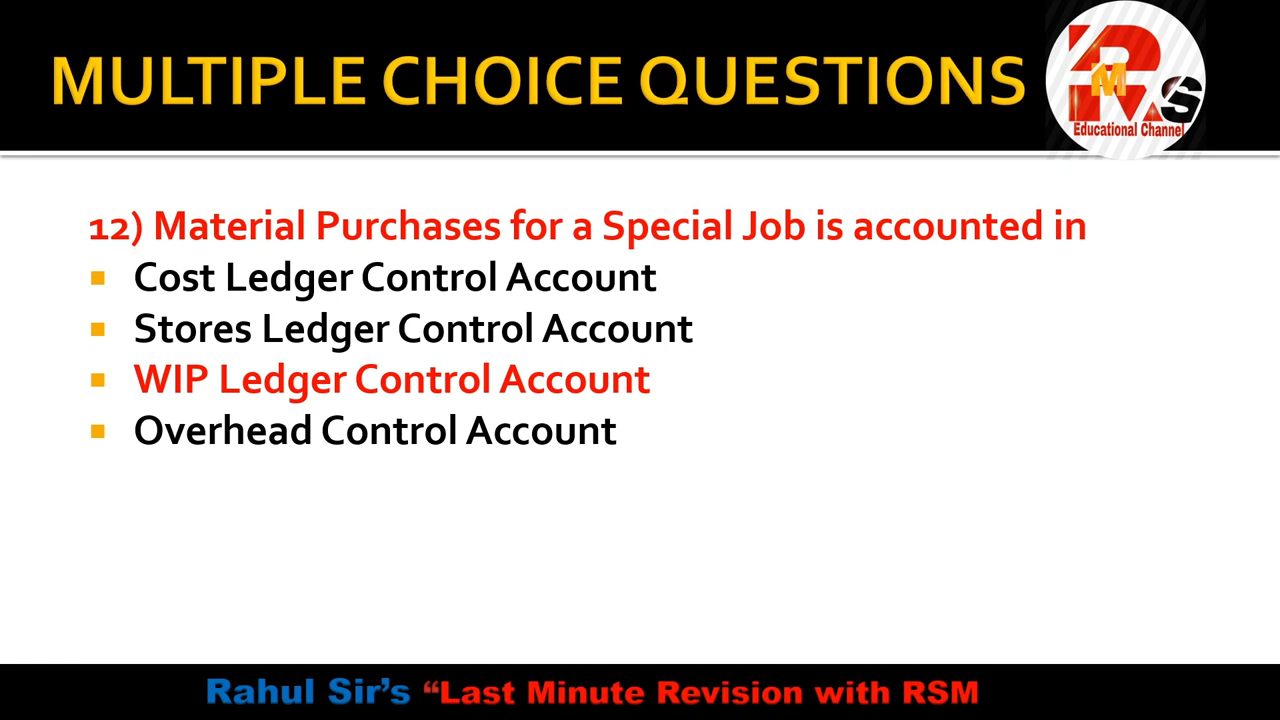 MULTIPLE CHOICE QUESTIONS
RMS
Educational Channel
12) Material Purchases for a Special Job is accounted in
Cost Ledger Control Account
Stores Ledger Control Account
WIP Ledger Control Account
Overhead Control Account
Rahul Sir's “Last Minute Revision with RSM